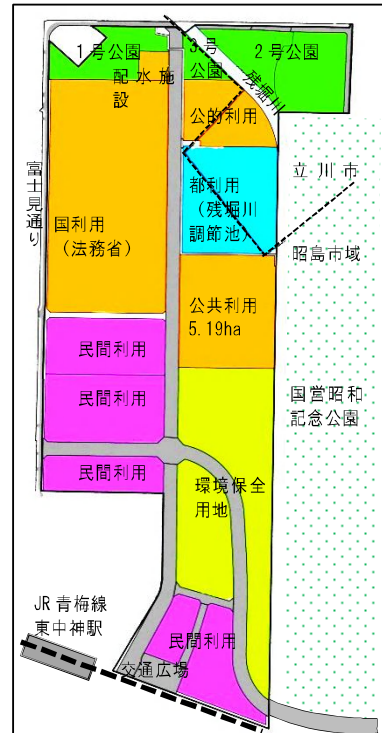 1号公園
配水施
設
3号
公園
2号公園
残堀川
公的利用
富士見通り
都利用
(残堀川
調節池)
立川市
昭島市域
国利用
(法務省)
公共利用
5.19ha
民間利用
民間利用
国営昭和
記念公園
民間利用
環境保全
用地
JR青梅線
東中神駅
民間利用
交通広場